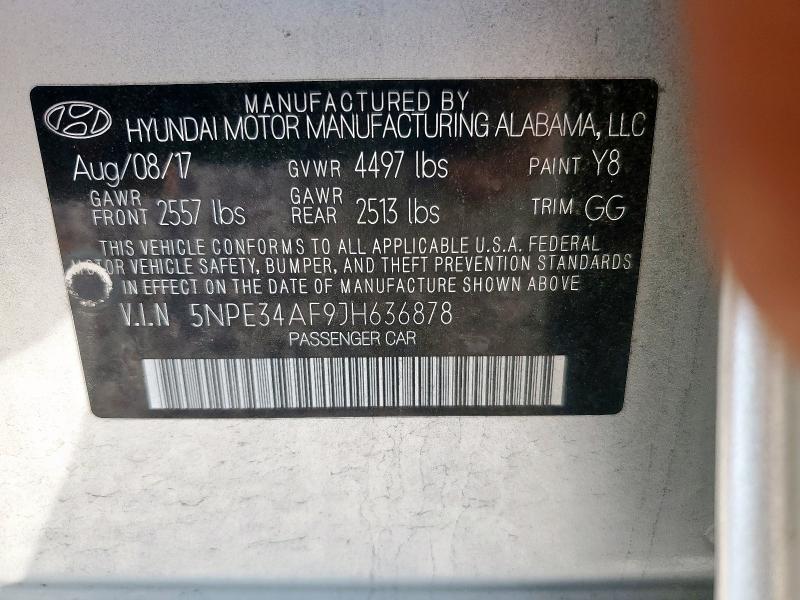 MANUFACTURED BY
HYUNDAI MOTOR MANUFACTURING ALABAMA, LLC
Aug/08/17 GVWR 4497 lbs PAINT Y8
GAWR FRONT 2557 lbs GAWR REAR 2513 lbs TRIM GG
THIS VEHICLE CONFORMS TO ALL APPLICABLE U.S.A. FEDERAL
MOTOR VEHICLE SAFETY, BUMPER, AND THEFT PREVENTION STANDARDS
IN EFFECT ON THE DATE OF MANUFACTURE SHOWN ABOVE
V.I.N 5NPE34AF9JH636878
PASSENGER CAR